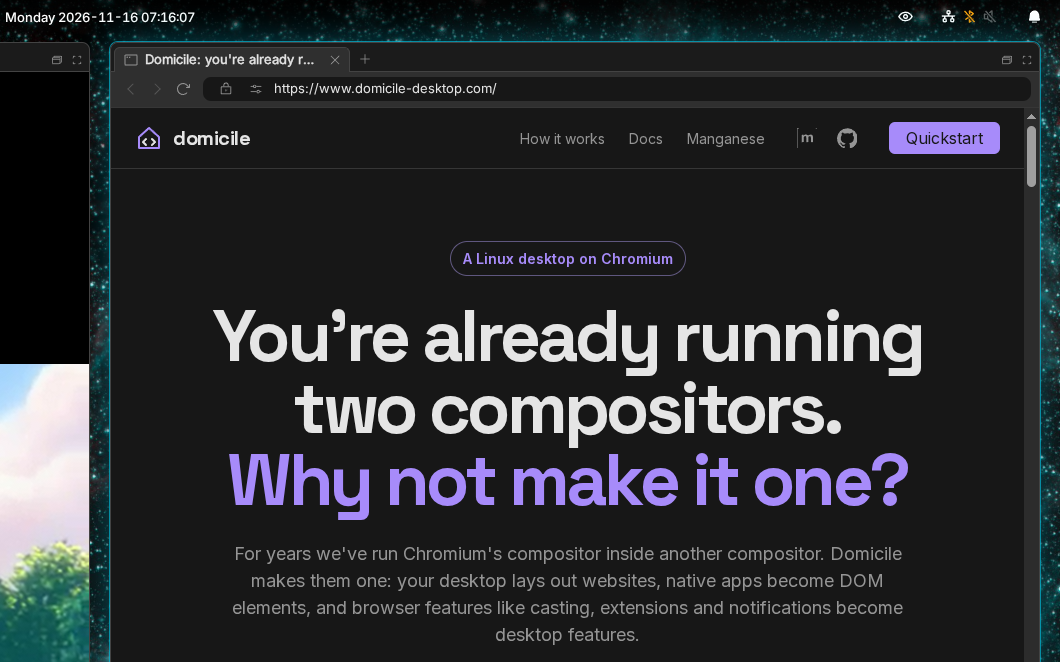 Monday 2026-11-16 07:16:07
Domicile: you're already r...
https://www.domicile-desktop.com/
domicile
How it works
Docs
Manganese
m
Quickstart
A Linux desktop on Chromium
You’re already running
two compositors.
Why not make it one?
For years we've run Chromium's compositor inside another compositor. Domicile
makes them one: your desktop lays out websites, native apps become DOM
elements, and browser features like casting, extensions and notifications become
desktop features.